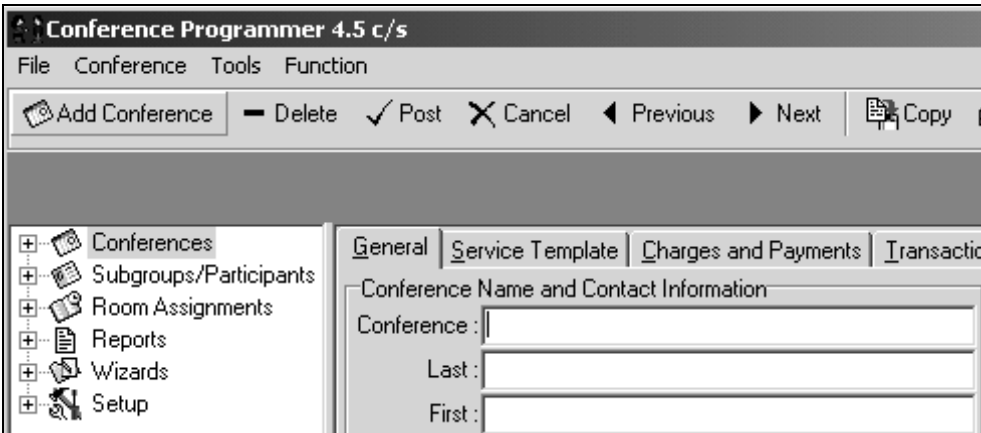 Conference Programmer 4.5 c/s
File Conference Tools Function
Add Conference Delete Post Cancel Previous Next Copy
Conferences
Subgroups/Participants
Room Assignments
Reports
Wizards
Setup
General Service Template Charges and Payments Transactio
Conference Name and Contact Information
Conference :
Last :
First :